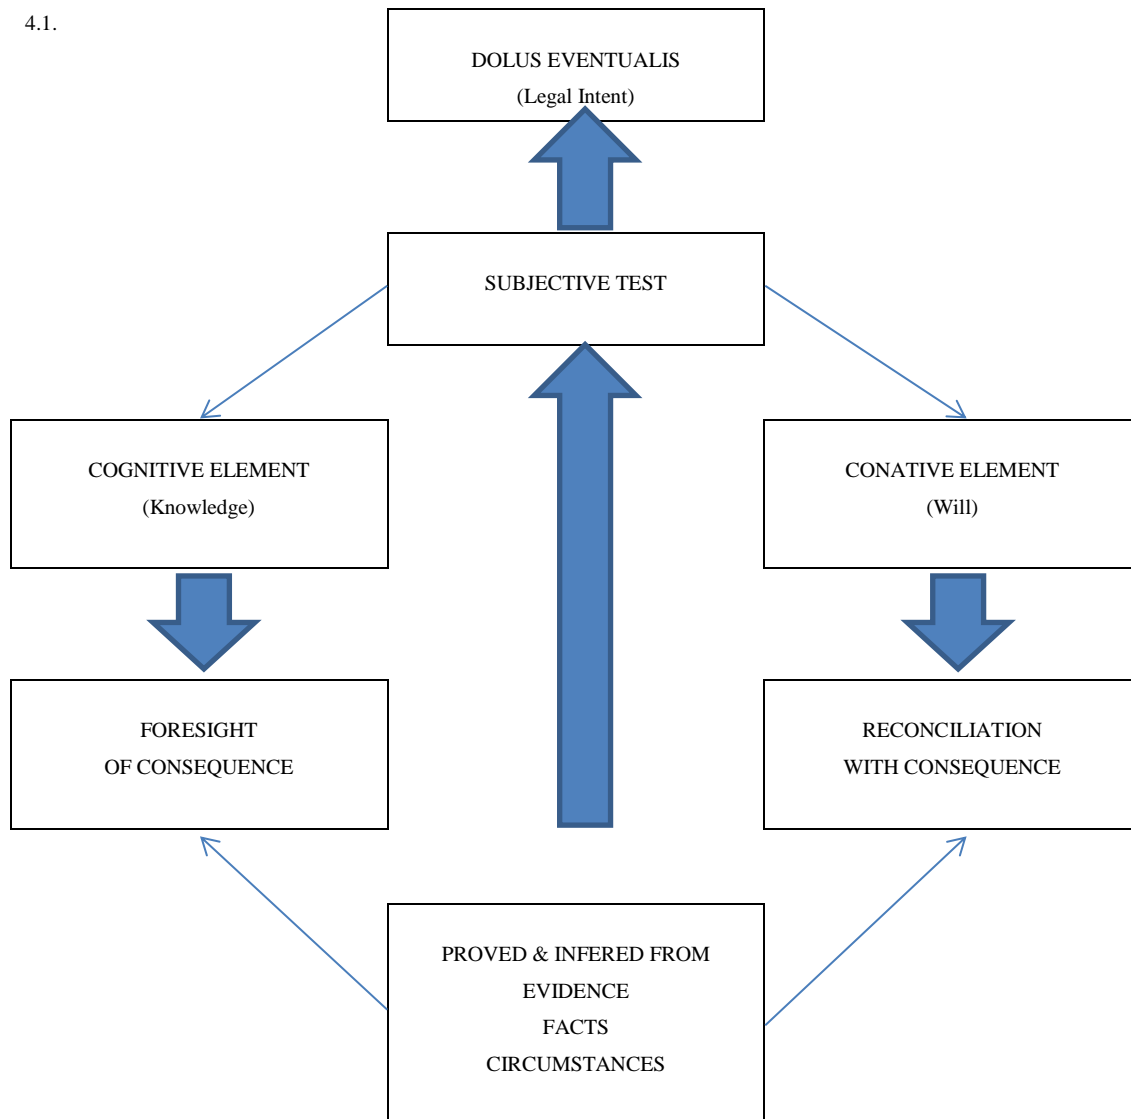 4.1.
DOLUS EVENTUALIS
(Legal Intent)
SUBJECTIVE TEST
COGNITIVE ELEMENT
(Knowledge)
CONATIVE ELEMENT
(Will)
FORESIGHT
OF CONSEQUENCE
RECONCILIATION
WITH CONSEQUENCE
PROVED & INFERED FROM
EVIDENCE
FACTS
CIRCUMSTANCES